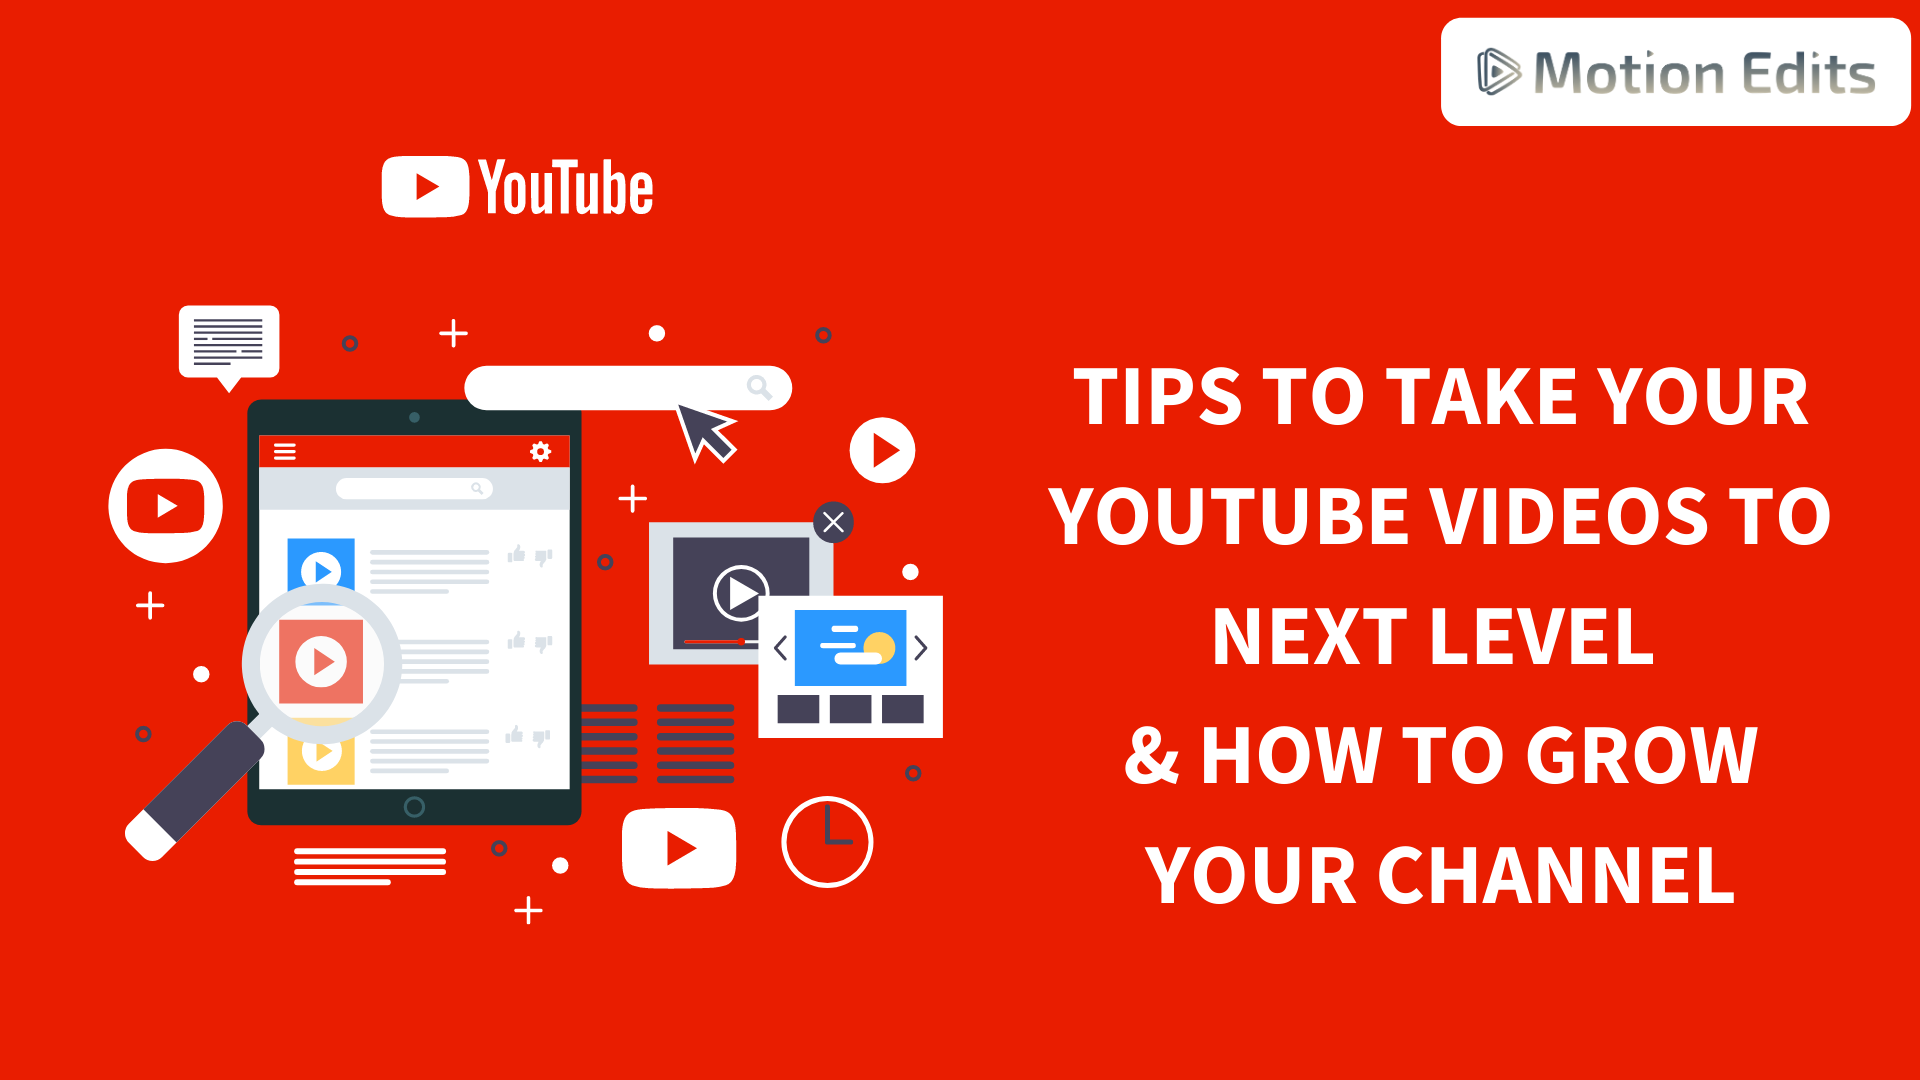 Motion Edits
YouTube
TIPS TO TAKE YOUR
YOUTUBE VIDEOS TO
NEXT LEVEL
& HOW TO GROW
YOUR CHANNEL